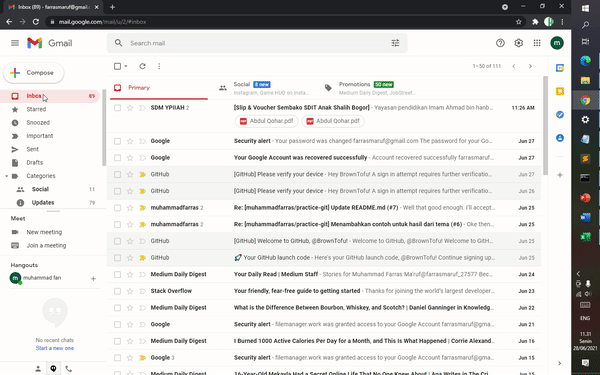 Inbox (89) - farrasmaruf@gmail.
mail.google.com/mail/u/2/#inbox
Gmail
Search mail
m
Compose
Inbox 89
Starred
Snoozed
Important
Sent
Drafts
Categories
Social 11
Updates 79
Meet
New meeting
Join a meeting
Hangouts
muhammad fan
No recent chats
Start a new one
1–50 of 111
Primary
Social 8 new
Instagram, Game HUD on Insta...
Promotions 50 new
Medium Daily Digest, JobStreet...
SDM YPIIAH 2 [Slip & Voucher Sembako SDIT Anak Shalih Bogor] - Yayasan pendidikan Imam Ahmad bin hanb... 11:26 AM
Abdul Qohar.pdf Abdul Qohar.pdf
Google Security alert - Your password was changed farrasmaruf@gmail.com The password for your Go... Jun 27
Google Your Google Account was recovered successfully - Account recovered successfully farrasmaruf... Jun 27
GitHub [GitHub] Please verify your device - Hey BrownTofu! A sign in attempt requires further verificatio... Jun 27
GitHub [GitHub] Please verify your device - Hey BrownTofu! A sign in attempt requires further verificatio... Jun 26
muhammadfarras 2 Re: [muhammadfarras/practice-git] Update README.md (#7) - Well that good enough. I'll accept... Jun 25
muhammadfarras 2 Re: [muhammadfarras/practice-git] Menambahkan contoh untuk hasil dari tema (#6) - Oke then... Jun 25
GitHub [GitHub] Welcome to GitHub, @BrownTofu! - Welcome to GitHub, @BrownTofu! ... Jun 25
GitHub Your GitHub launch code - Here's your GitHub launch code, @BrownTofu! Continue signing up... Jun 25
Medium Daily Digest Your Daily Read | Medium Staff - Stories for Muhammad Farras Ma'ruf@farrasmaruf_27577 Bec... Jun 24
Stack Overflow Your friendly, fear-free guide to getting started - Thanks for joining the world's largest developer... Jun 23
Medium Daily Digest What is the Difference Between Bourbon, Whiskey, and Scotch? | Daniel Ganninger in Knowledg... Jun 22
Google Security alert - filemanager.work was granted access to your Google Account farrasmaruf@gma... Jun 21
Medium Daily Digest I Burned 1000 Active Calories Per Day for a Month, and This Is What Happened | Corrie Alexand... Jun 16
Google 3 Security alert - filemanager.work was granted access to your Google Account farrasmaruf@gma... Jun 15
Medium Daily Digest 16-Year-Old Mekayla Had a Secret Online Life That No One Knew About | Ana Writes in The Cri...
ENG
11.31
Senin
28/06/2021